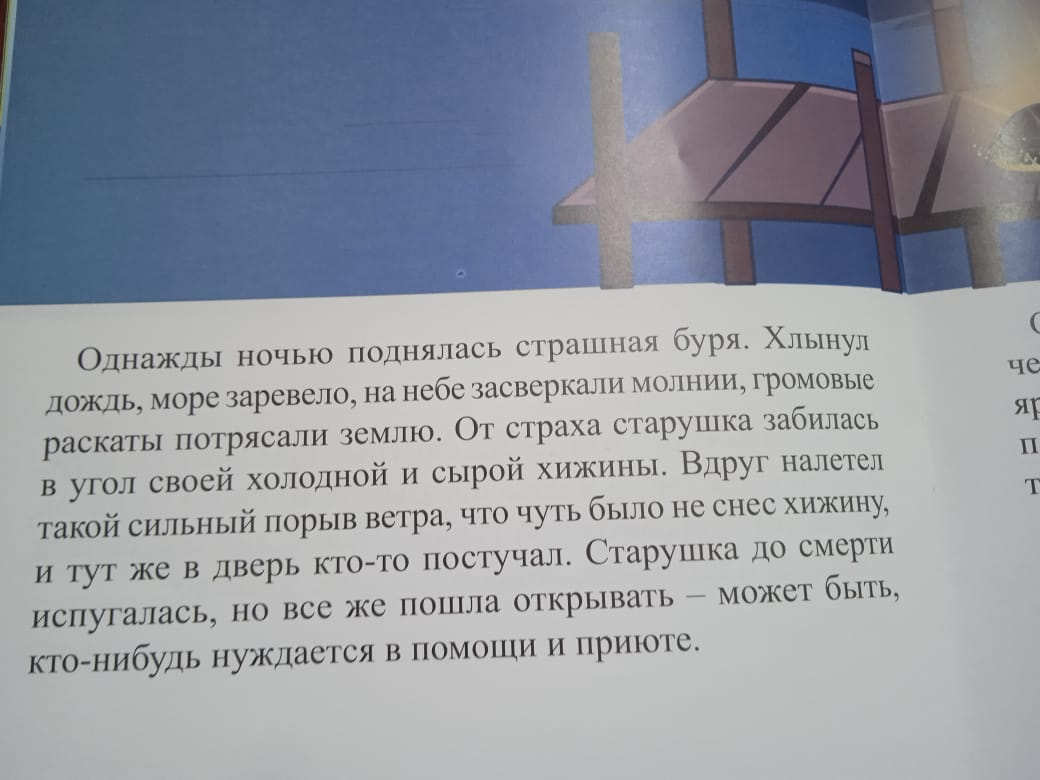 Однажды ночью поднялась страшная буря. Хлынул
дождь, море заревело, на небе засверкали молнии, громовые
раскаты потрясали землю. От страха старушка забилась
в угол своей холодной и сырой хижины. Вдруг налетел
такой сильный порыв ветра, что чуть было не снес хижину,
и тут же в дверь кто-то постучал. Старушка до смерти
испугалась, но все же пошла открывать – может быть,
кто-нибудь нуждается в помощи и приюте.